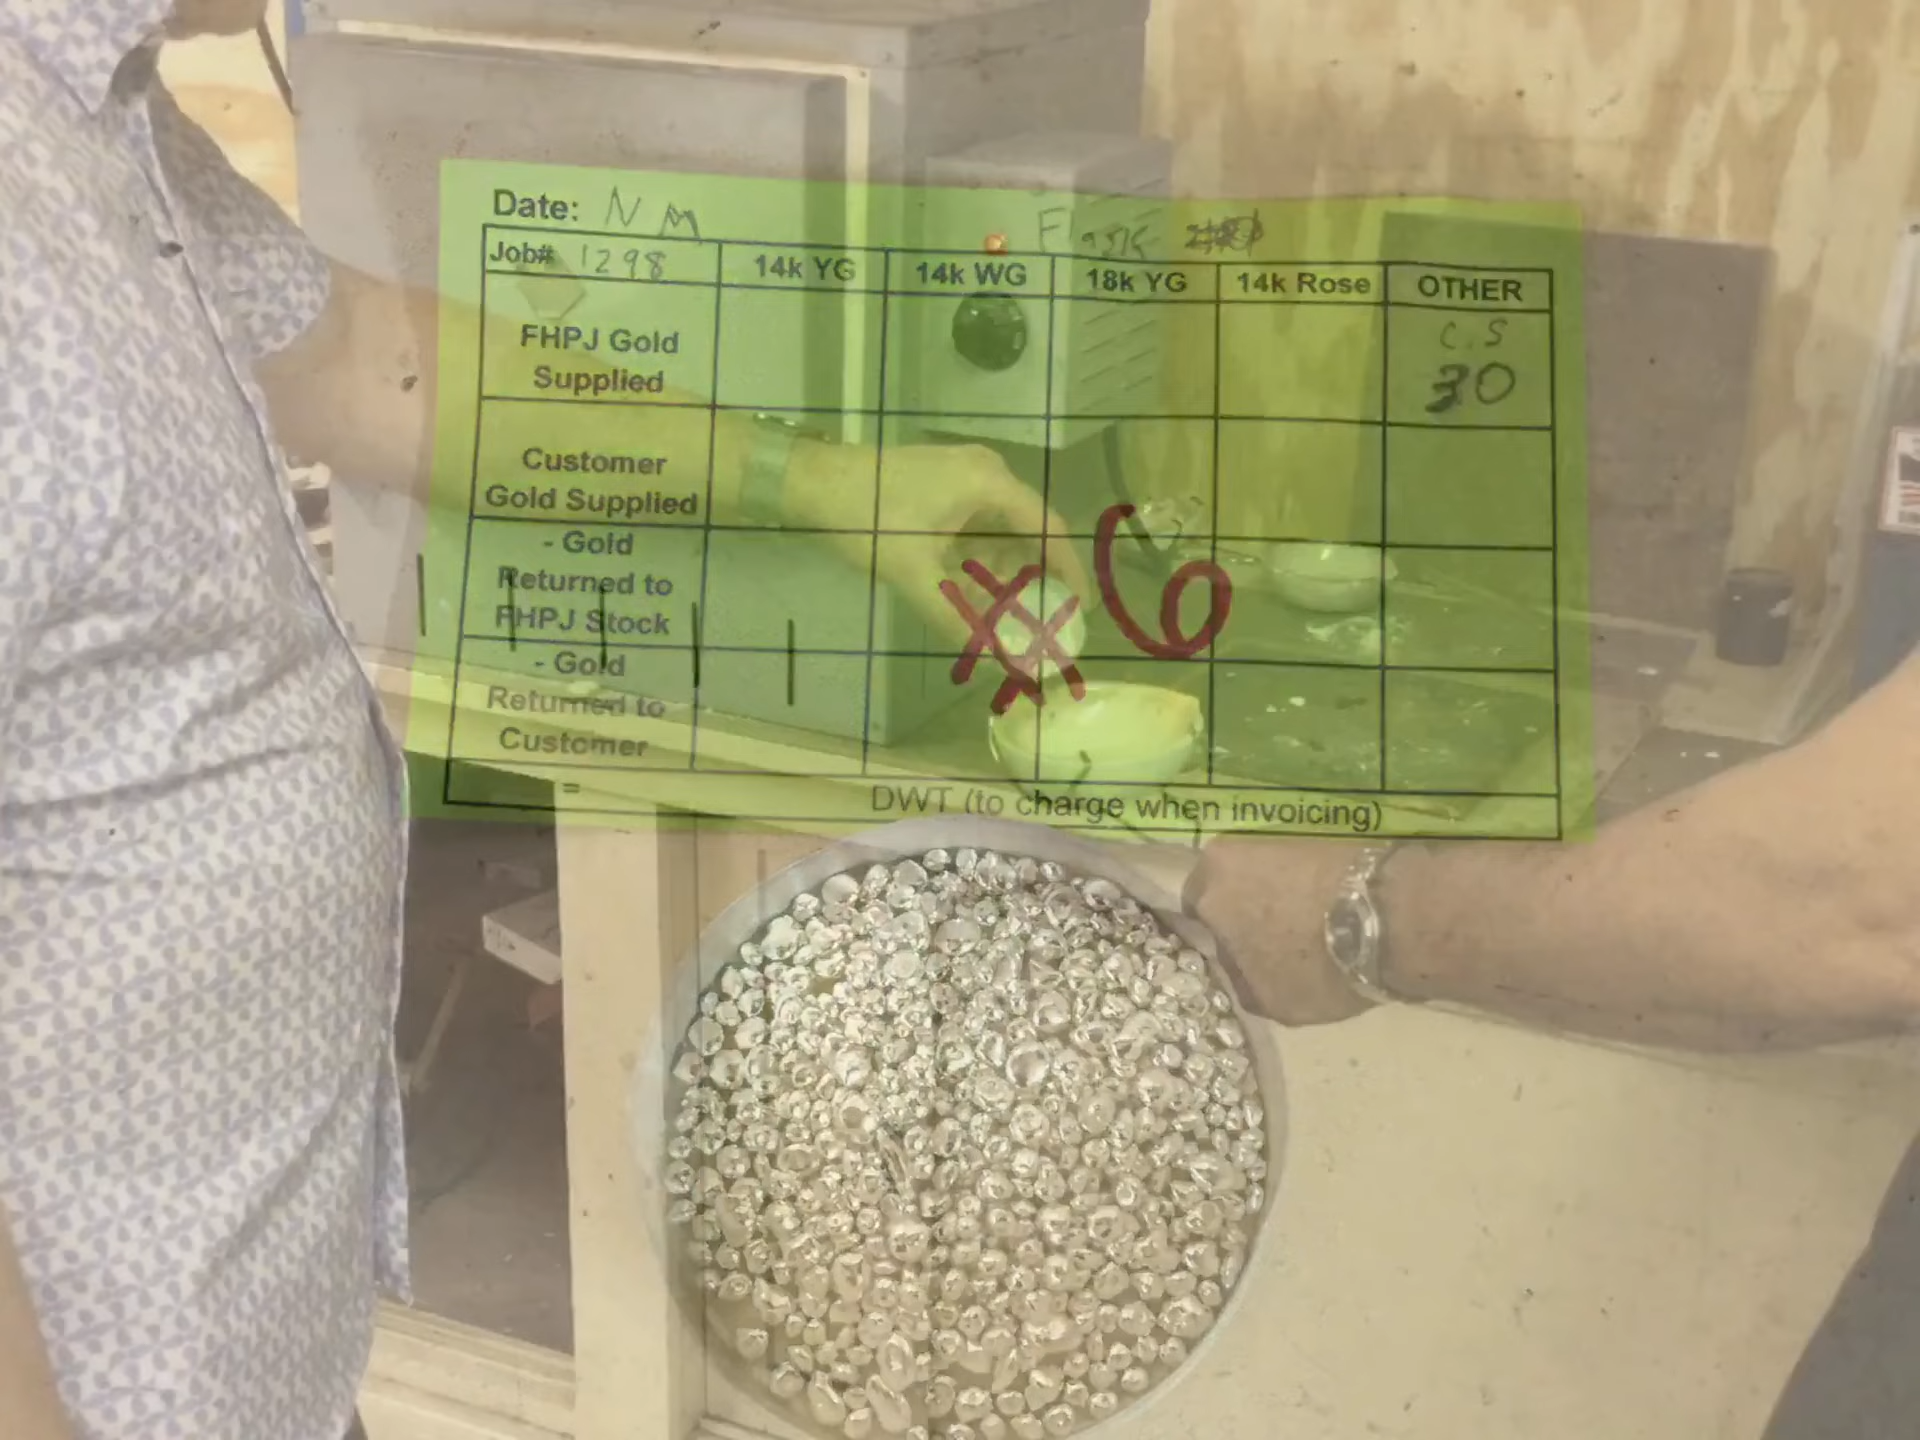 Date: N M Flask
Job# 1298 14k YG 14k WG 18k YG 14k Rose OTHER
FHPJ Gold Supplied C.S 30
Customer Gold Supplied
- Gold Returned to FHPJ Stock
- Gold Returned to Customer
#6
= DWT (to charge when invoicing)